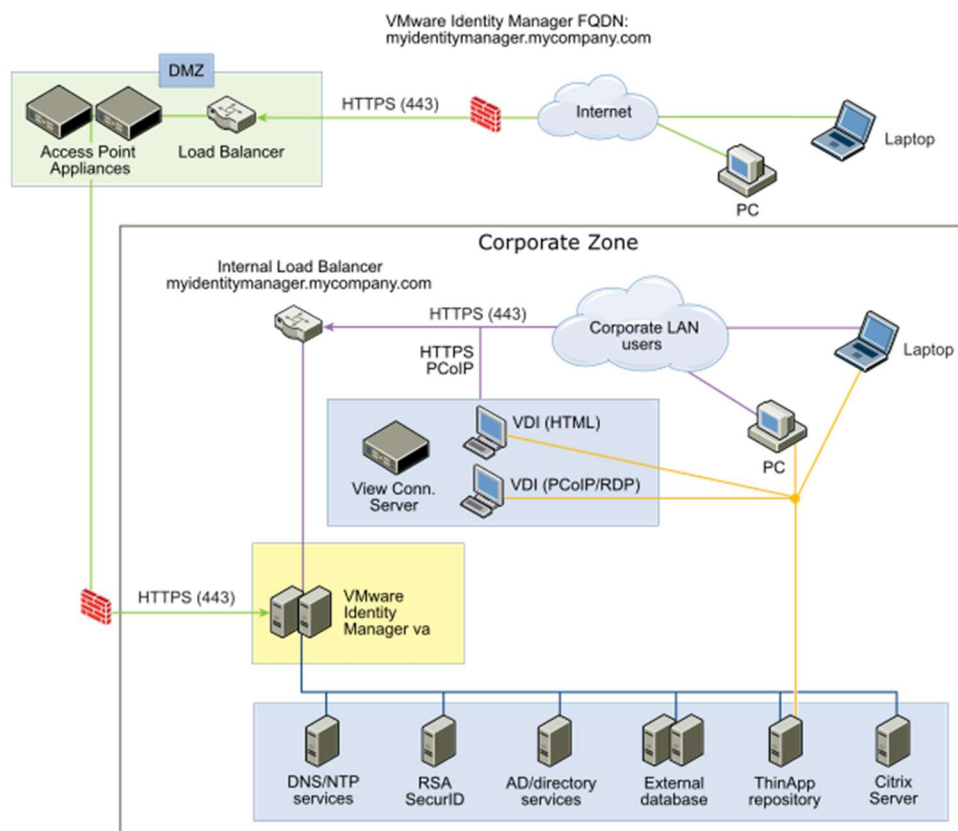 VMware Identity Manager FQDN:
myidentitymanager.mycompany.com
DMZ
HTTPS (443)
Internet
Access Point
Appliances
Load Balancer
Laptop
PC
Corporate Zone
Internal Load Balancer
myidentitymanager.mycompany.com
HTTPS (443)
Corporate LAN
users
HTTPS
PCoIP
Laptop
VDI (HTML)
PC
View Conn.
Server
VDI (PCoIP/RDP)
HTTPS (443)
VMware
Identity
Manager va
DNS/NTP
services
RSA
SecurID
AD/directory
services
External
database
ThinApp
repository
Citrix
Server